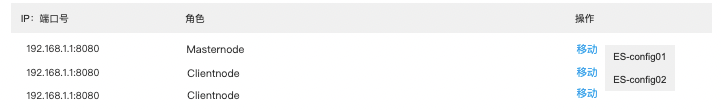 IP：端口号 角色 操作
192.168.1.1:8080 Masternode 移动
ES-config01
192.168.1.1:8080 Clientnode 移动
ES-config02
192.168.1.1:8080 Clientnode 移动